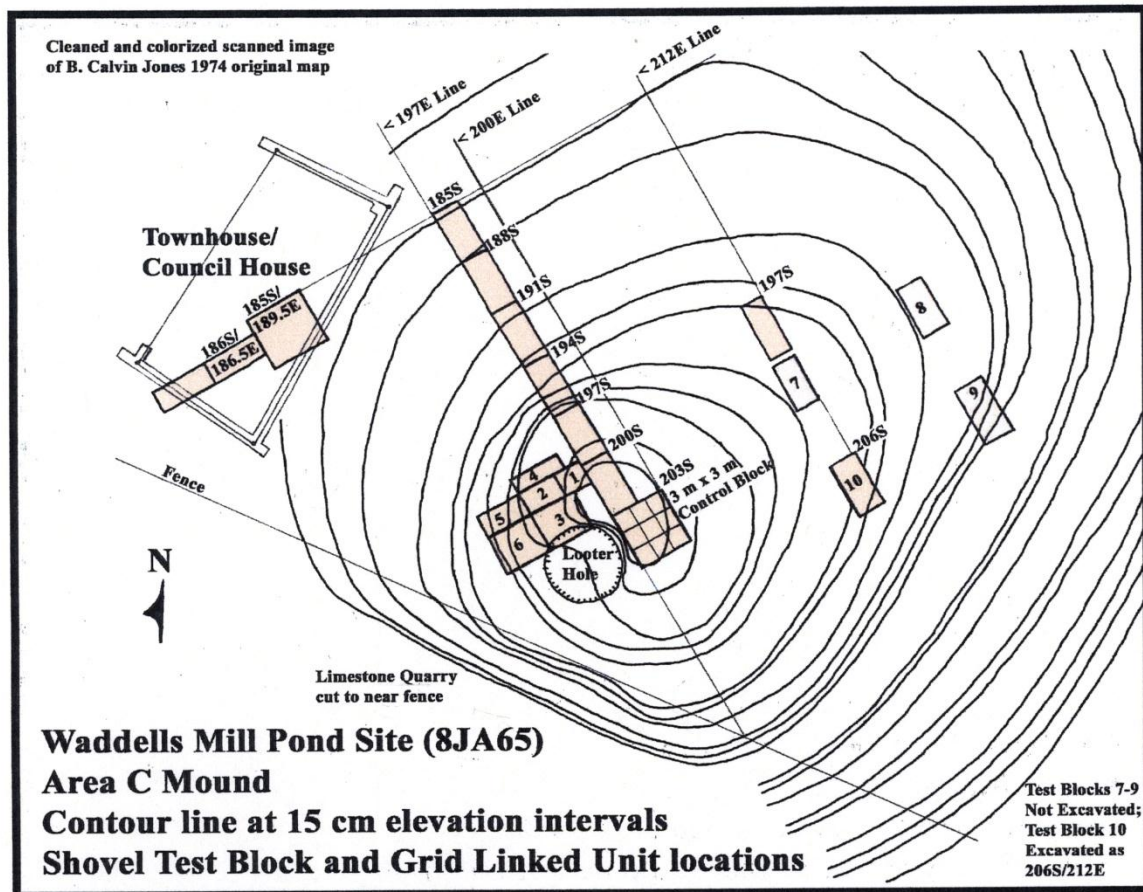 Cleaned and colorized scanned image
of B. Calvin Jones 1974 original map
< 197E Line
< 200E Line
< 212E Line
185S
188S
191S
194S
197S
200S
203S
3 m x 3 m
Control Block
197S
206S
7
8
9
10
Townhouse/
Council House
185S/
189.5E
186S/
186.5E
Fence
1
2
3
4
5
6
Looter
Hole
N
Limestone Quarry
cut to near fence
Waddells Mill Pond Site (8JA65)
Area C Mound
Contour line at 15 cm elevation intervals
Shovel Test Block and Grid Linked Unit locations
Test Blocks 7-9
Not Excavated;
Test Block 10
Excavated as
206S/212E